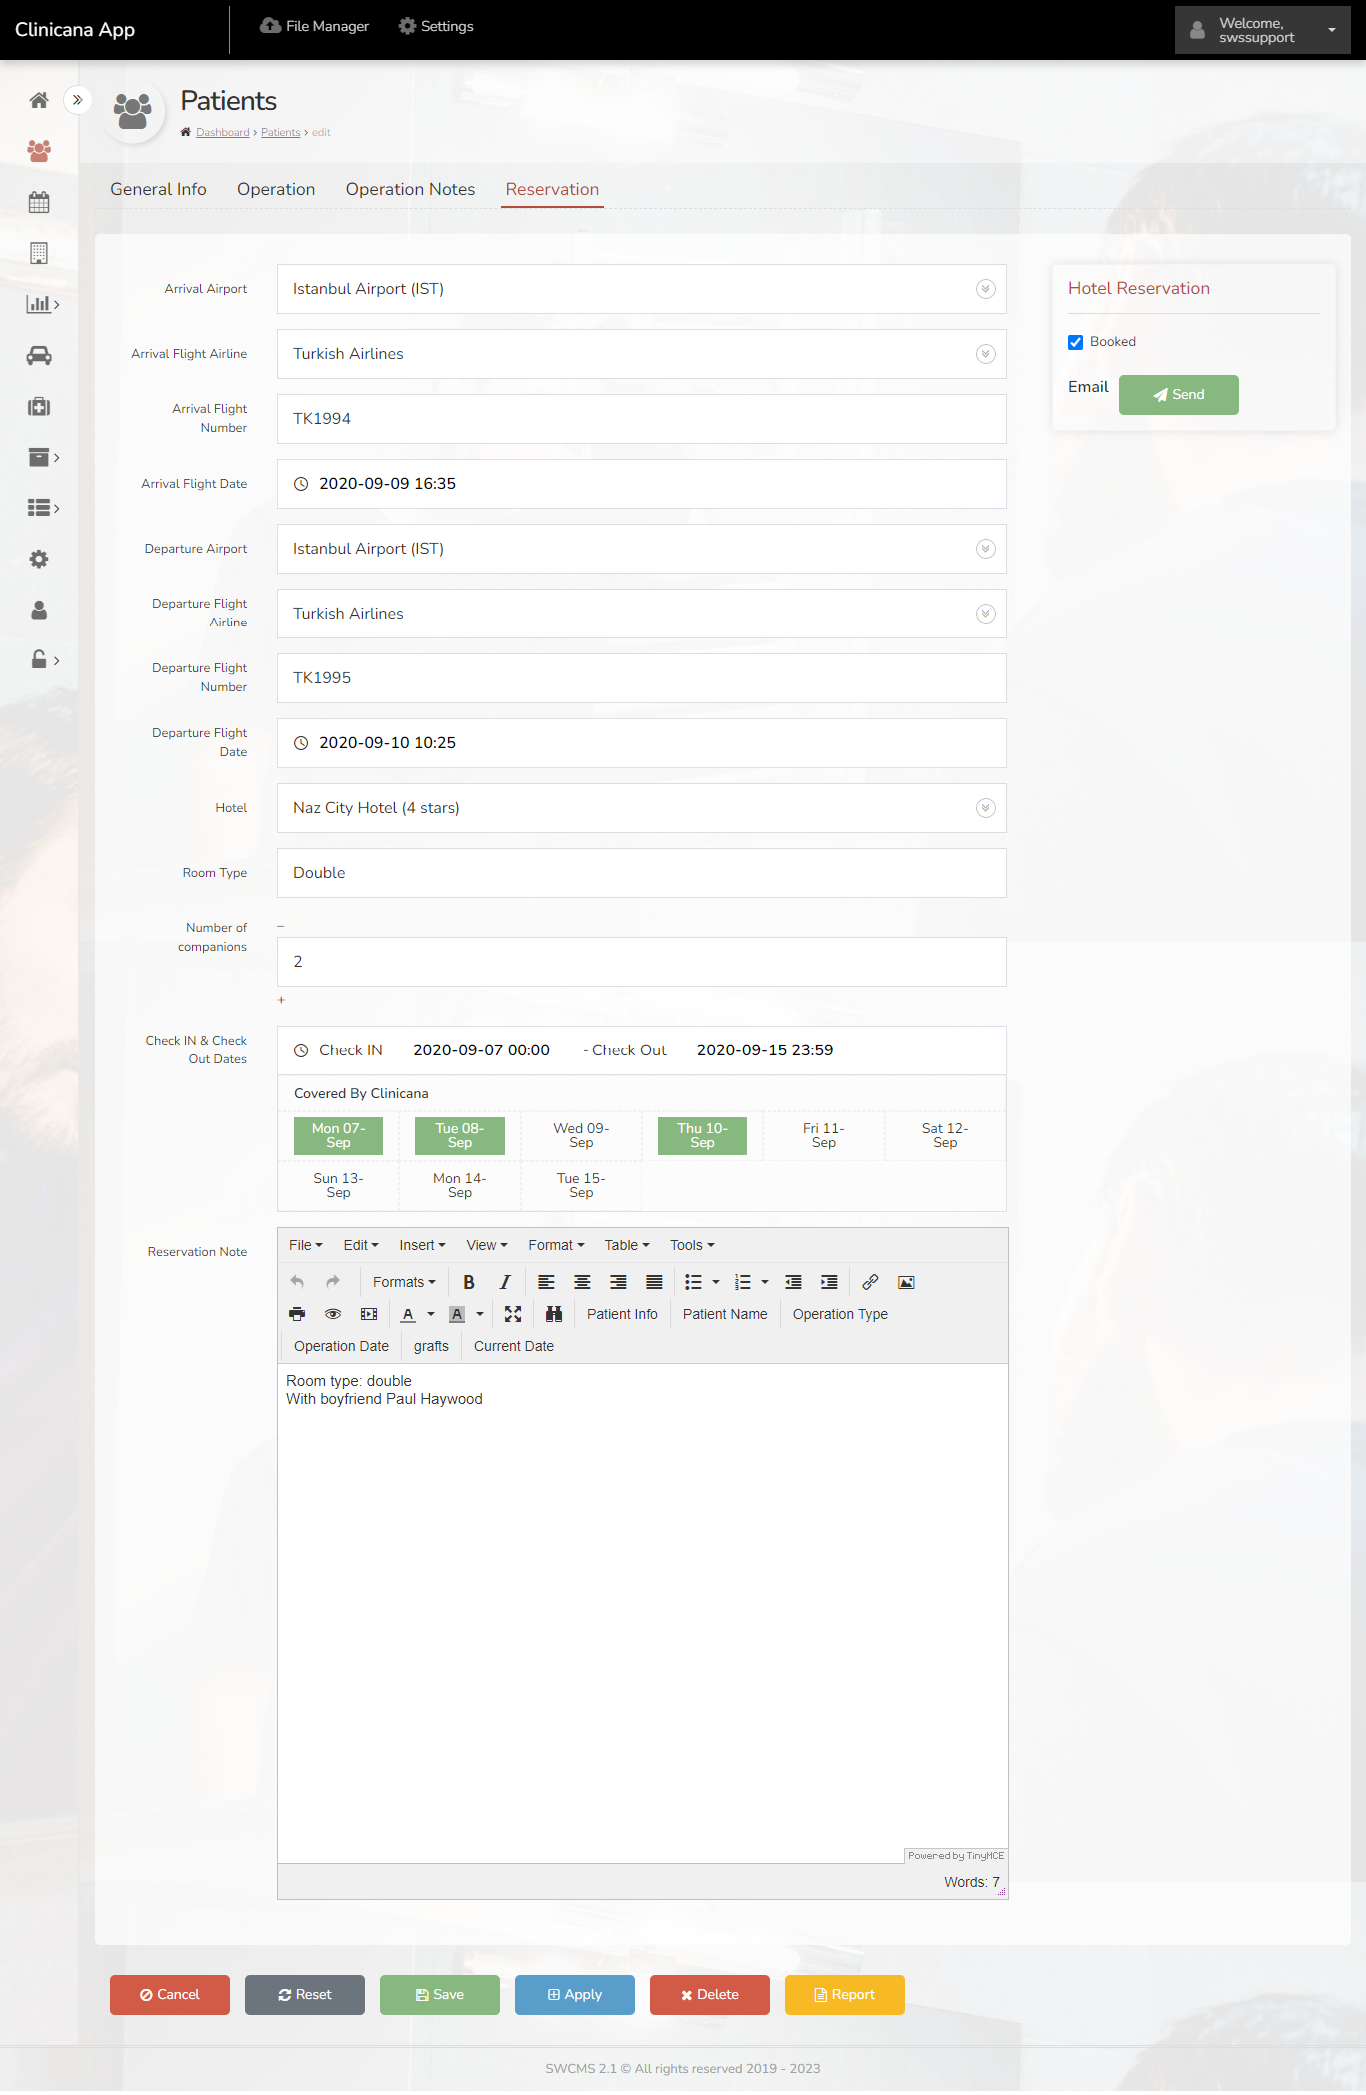 Clinicana App
File Manager
Settings
Welcome,
swssupport
Patients
Dashboard › Patients › edit
General Info
Operation
Operation Notes
Reservation
Arrival Airport
Istanbul Airport (IST)
Arrival Flight Airline
Turkish Airlines
Arrival Flight
Number
TK1994
Arrival Flight Date
2020-09-09 16:35
Departure Airport
Istanbul Airport (IST)
Departure Flight
Airline
Turkish Airlines
Departure Flight
Number
TK1995
Departure Flight
Date
2020-09-10 10:25
Hotel
Naz City Hotel (4 stars)
Room Type
Double
Number of
companions
–
2
+
Check IN & Check
Out Dates
Check IN 2020-09-07 00:00 - Check Out 2020-09-15 23:59
Covered By Clinicana
Mon 07-
Sep
Tue 08-
Sep
Wed 09-
Sep
Thu 10-
Sep
Fri 11-
Sep
Sat 12-
Sep
Sun 13-
Sep
Mon 14-
Sep
Tue 15-
Sep
Reservation Note
File Edit Insert View Format Table Tools
Formats B I
A A Patient Info Patient Name Operation Type
Operation Date grafts Current Date
Room type: double
With boyfriend Paul Haywood
Powered by TinyMCE
Words: 7
Hotel Reservation
Booked
Email Send
Cancel
Reset
Save
Apply
Delete
Report
SWCMS 2.1 © All rights reserved 2019 - 2023